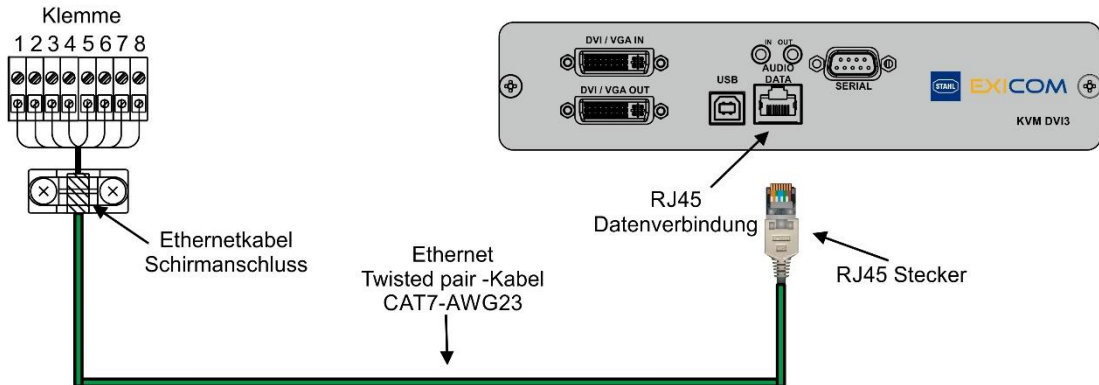 Klemme
1 2 3 4 5 6 7 8
DVI / VGA IN
DVI / VGA OUT
USB
IN OUT
AUDIO
DATA
SERIAL
STAHL EXICOM
KVM DVI3
RJ45
Datenverbindung
Ethernetkabel
Schirmanschluss
Ethernet
Twisted pair -Kabel
CAT7-AWG23
RJ45 Stecker